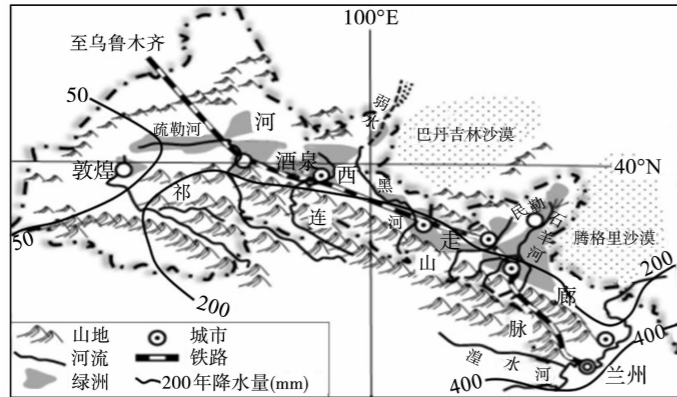 100°E
至乌鲁木齐
50
疏勒河
河
弱水
巴丹吉林沙漠
敦煌
酒泉
西
40°N
祁
连
黑
河
民勒
石羊河
走
腾格里沙漠
50
山
200
廊
200
脉
400
湟水河
400
兰州
山地
城市
河流
铁路
绿洲
200年降水量(mm)